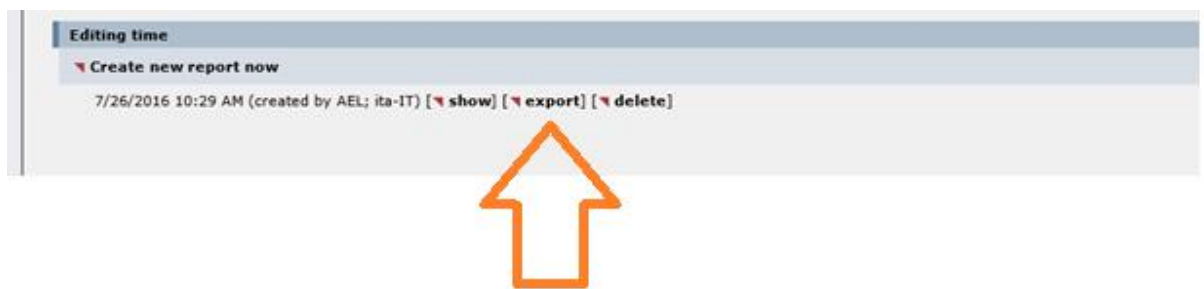 Editing time
Create new report now
7/26/2016 10:29 AM (created by AEL; ita-IT) [show] [export] [delete]